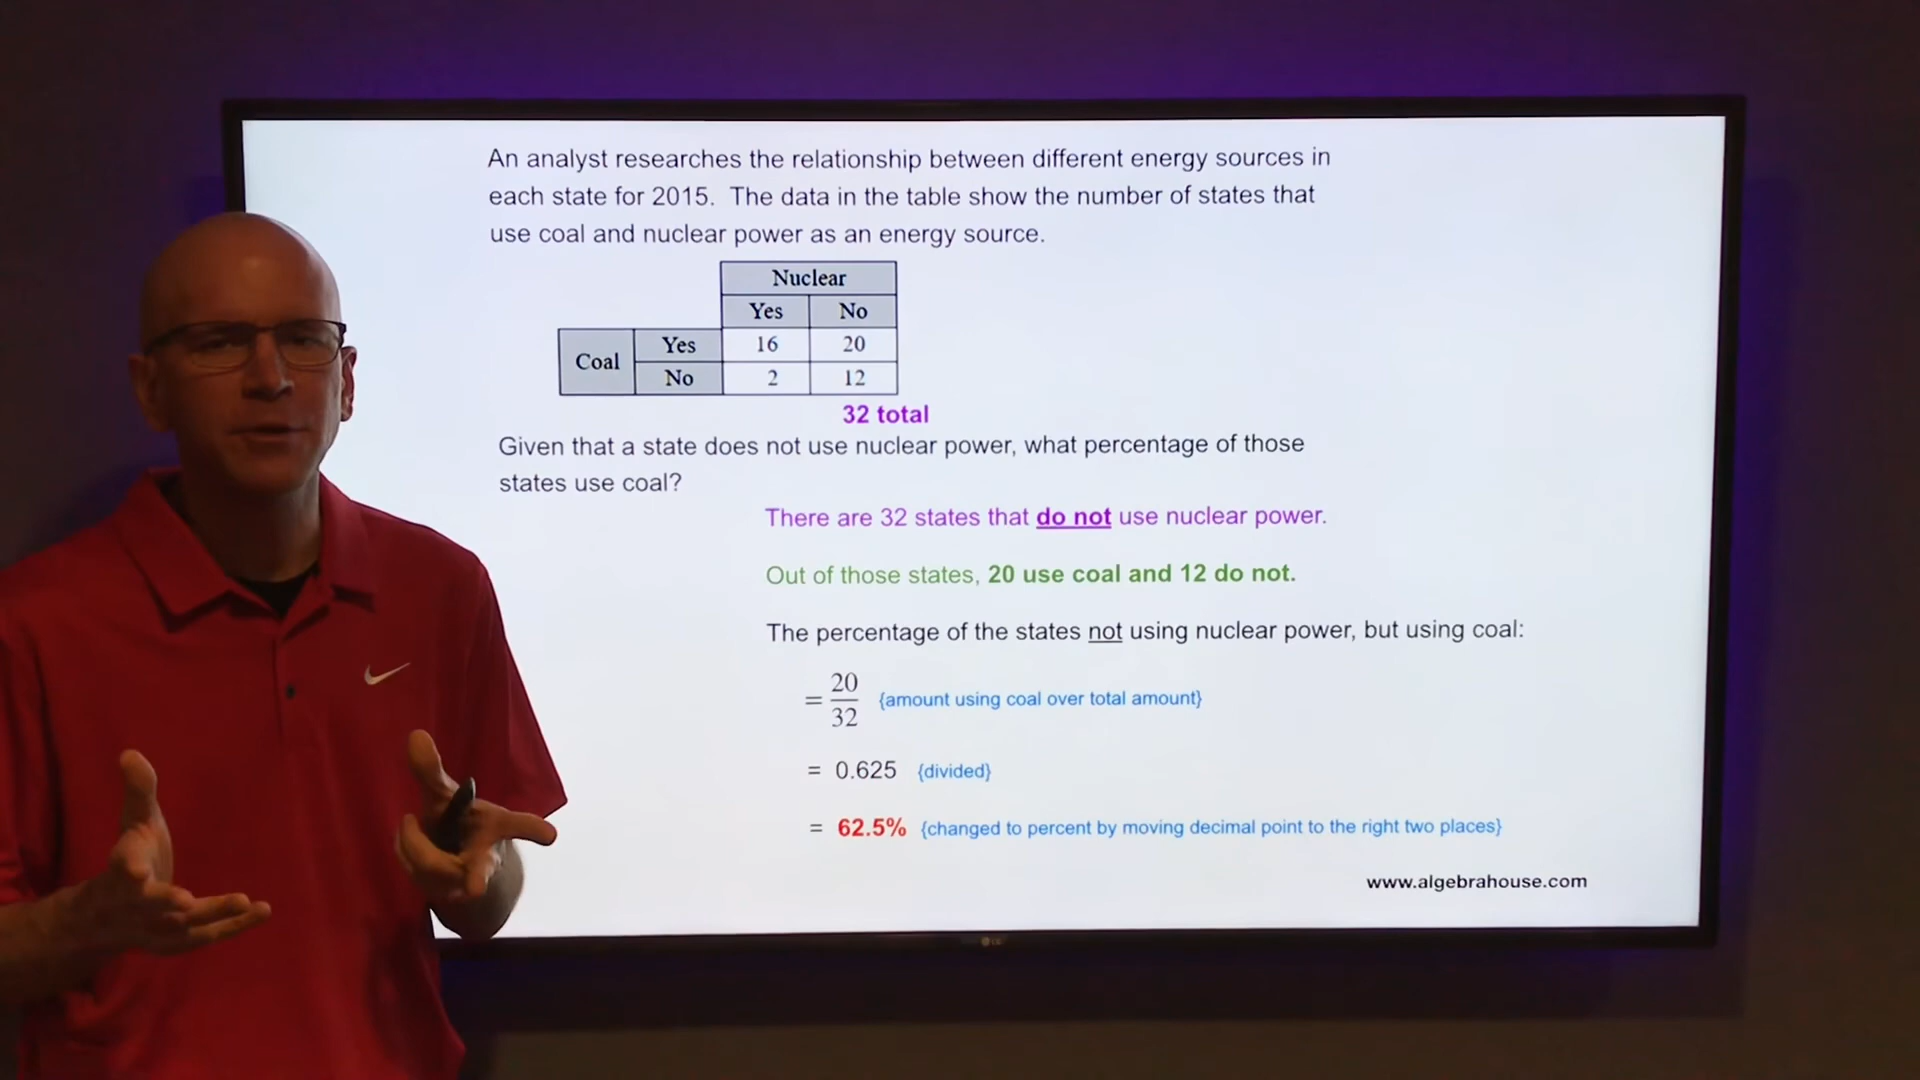 An analyst researches the relationship between different energy sources in
each state for 2015. The data in the table show the number of states that
use coal and nuclear power as an energy source.
Nuclear
Yes No
Coal Yes 16 20
No 2 12
32 total
Given that a state does not use nuclear power, what percentage of those
states use coal?
There are 32 states that do not use nuclear power.
Out of those states, 20 use coal and 12 do not.
The percentage of the states not using nuclear power, but using coal:
= 20/32 {amount using coal over total amount}
= 0.625 {divided}
= 62.5% {changed to percent by moving decimal point to the right two places}
www.algebrahouse.com